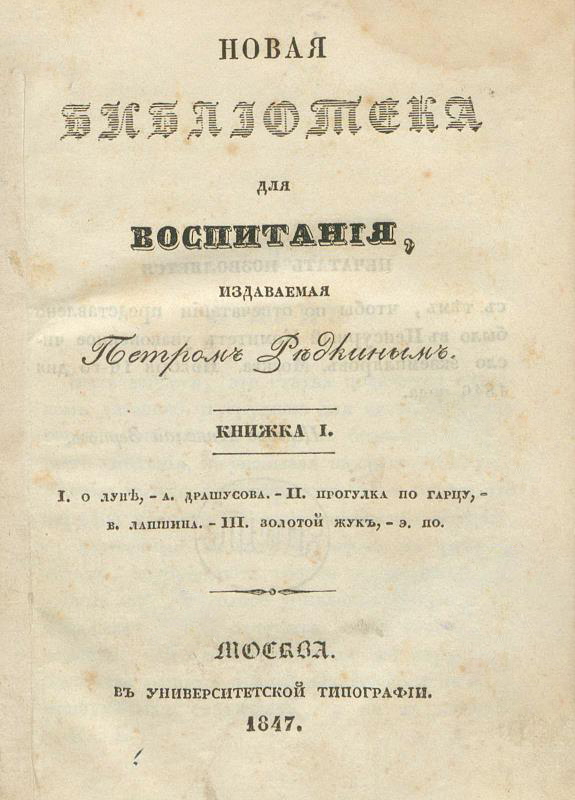 НОВАЯ
БИБЛІОТЕКА
ДЛЯ
ВОСПИТАНІЯ,
ИЗДАВАЕМАЯ
Петромъ Рѣдкинымъ.
КНИЖКА I.
I. О ЛУНѢ, - А. ДРАШУСОВА. - II. ПРОГУЛКА ПО ГАРЦУ, -
В. ЛАПШИНА. - III. ЗОЛОТОЙ ЖУКЪ, - Э. ПО.
МОСКВА.
ВЪ УНИВЕРСИТЕТСКОЙ ТИПОГРАФІИ.
1847.